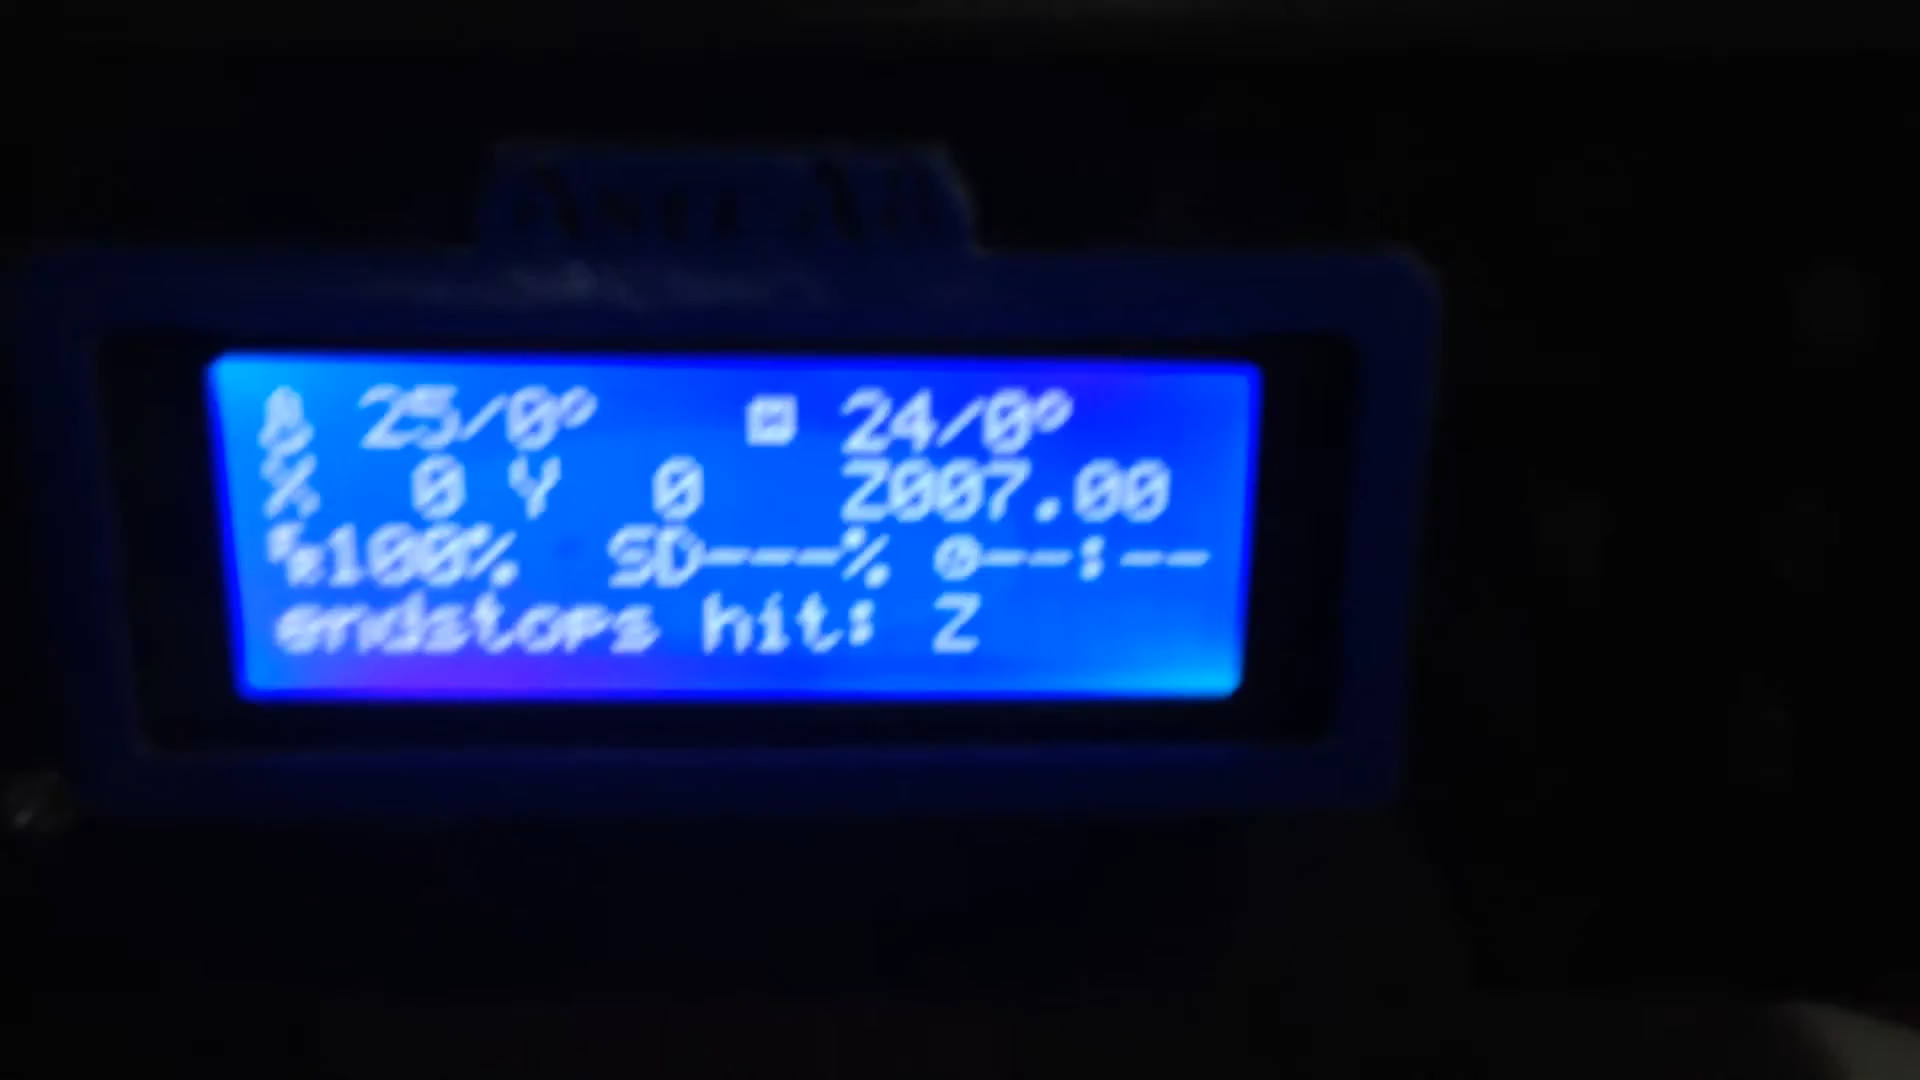 25/0° 24/0°
X 0 Y 0 Z007.00
100% SD---% --:--
endstops hit: Z